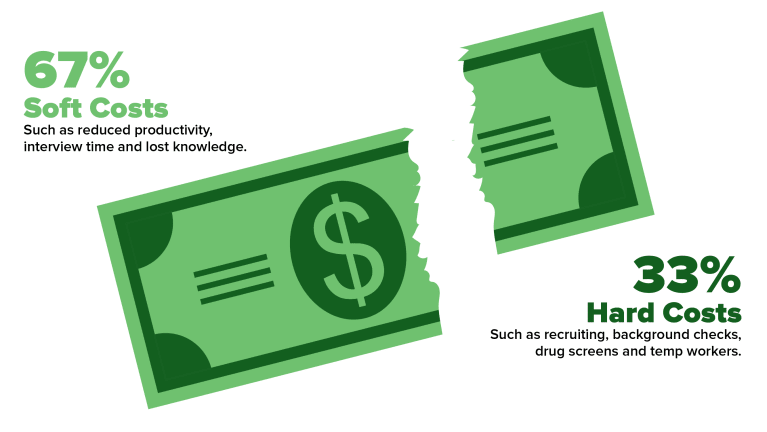 67%
Soft Costs
Such as reduced productivity,
interview time and lost knowledge.
$
33%
Hard Costs
Such as recruiting, background checks,
drug screens and temp workers.